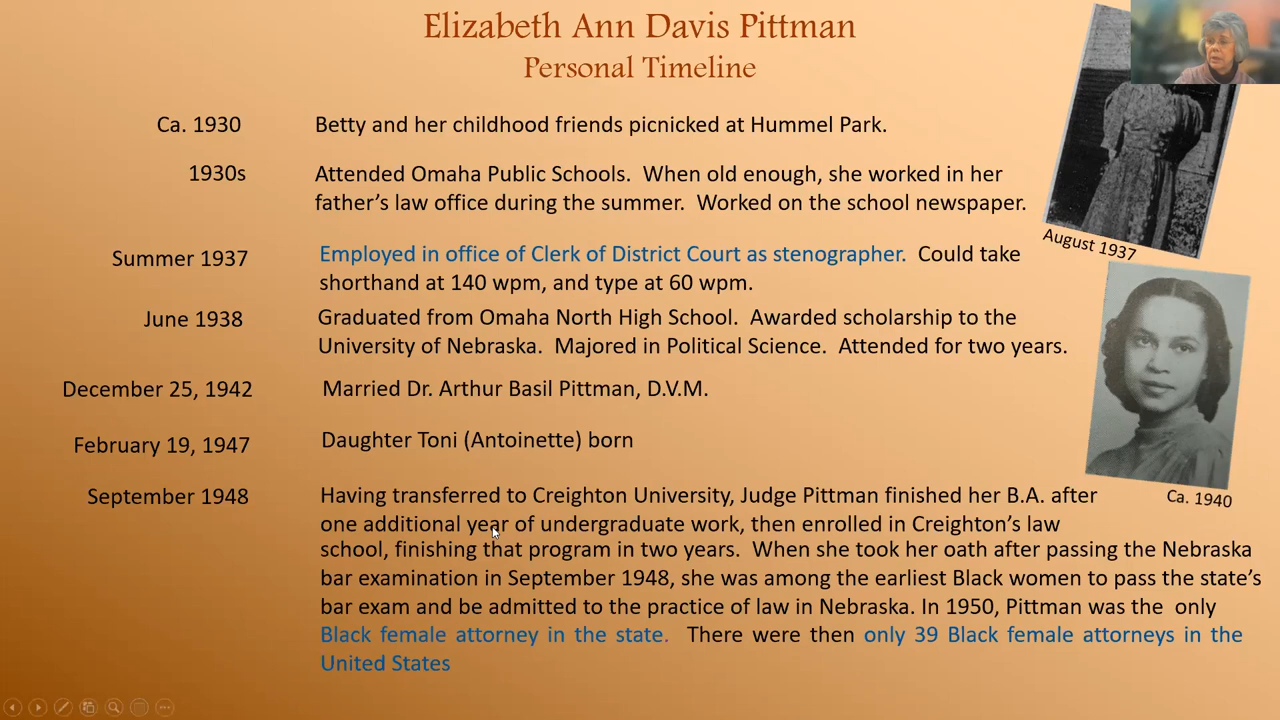 Elizabeth Ann Davis Pittman
Personal Timeline
Ca. 1930
Betty and her childhood friends picnicked at Hummel Park.
1930s
Attended Omaha Public Schools. When old enough, she worked in her
father’s law office during the summer. Worked on the school newspaper.
August 1937
Summer 1937
Employed in office of Clerk of District Court as stenographer. Could take
shorthand at 140 wpm, and type at 60 wpm.
June 1938
Graduated from Omaha North High School. Awarded scholarship to the
University of Nebraska. Majored in Political Science. Attended for two years.
December 25, 1942
Married Dr. Arthur Basil Pittman, D.V.M.
February 19, 1947
Daughter Toni (Antoinette) born
Ca. 1940
September 1948
Having transferred to Creighton University, Judge Pittman finished her B.A. after
one additional year of undergraduate work, then enrolled in Creighton’s law
school, finishing that program in two years. When she took her oath after passing the Nebraska
bar examination in September 1948, she was among the earliest Black women to pass the state’s
bar exam and be admitted to the practice of law in Nebraska. In 1950, Pittman was the only
Black female attorney in the state. There were then only 39 Black female attorneys in the
United States